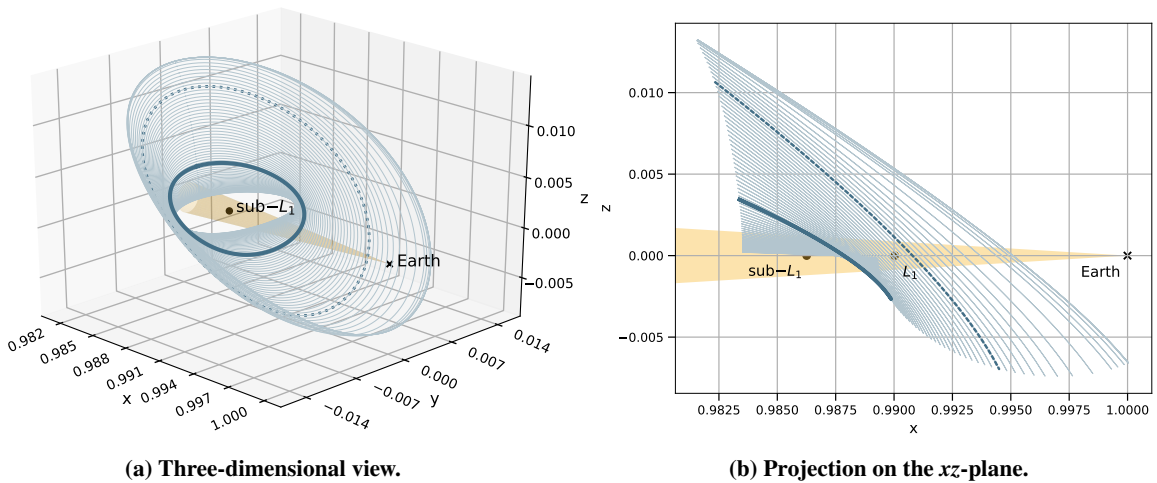 0.010
0.005
0.000
−0.005
z
sub−L₁
Earth
0.982
0.985
0.988
0.991
0.994
0.997
1.000
x
−0.014
−0.007
0.000
0.007
0.014
y
(a) Three-dimensional view.
0.010
0.005
0.000
−0.005
z
sub−L₁
L₁
Earth
0.9825 0.9850 0.9875 0.9900 0.9925 0.9950 0.9975 1.0000
x
(b) Projection on the xz-plane.